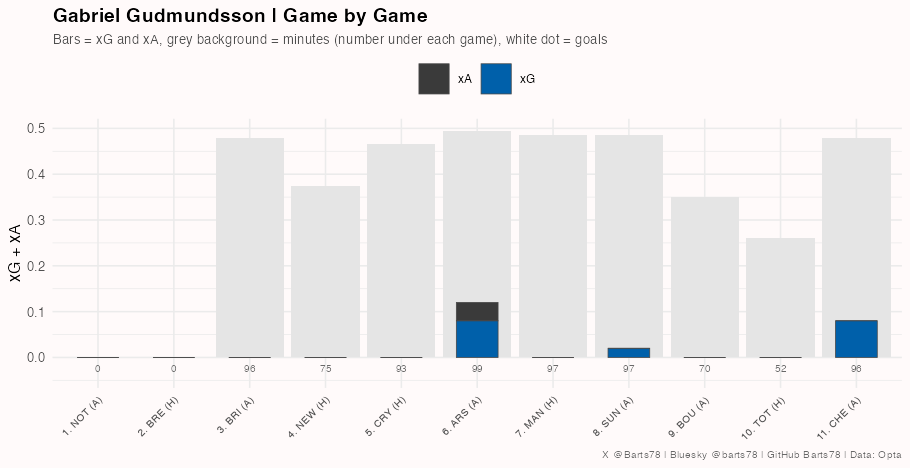 Gabriel Gudmundsson | Game by Game
Bars = xG and xA, grey background = minutes (number under each game), white dot = goals
xA xG
xG + xA
0.5
0.4
0.3
0.2
0.1
0.0
0 0 96 75 93 99 97 97 70 52 96
1. NOT (A) 2. BRE (H) 3. BRI (A) 4. NEW (H) 5. CRY (H) 6. ARS (A) 7. MAN (H) 8. SUN (A) 9. BOU (A) 10. TOT (H) 11. CHE (A)
X @Barts78 | Bluesky @barts78 | GitHub Barts78 | Data: Opta